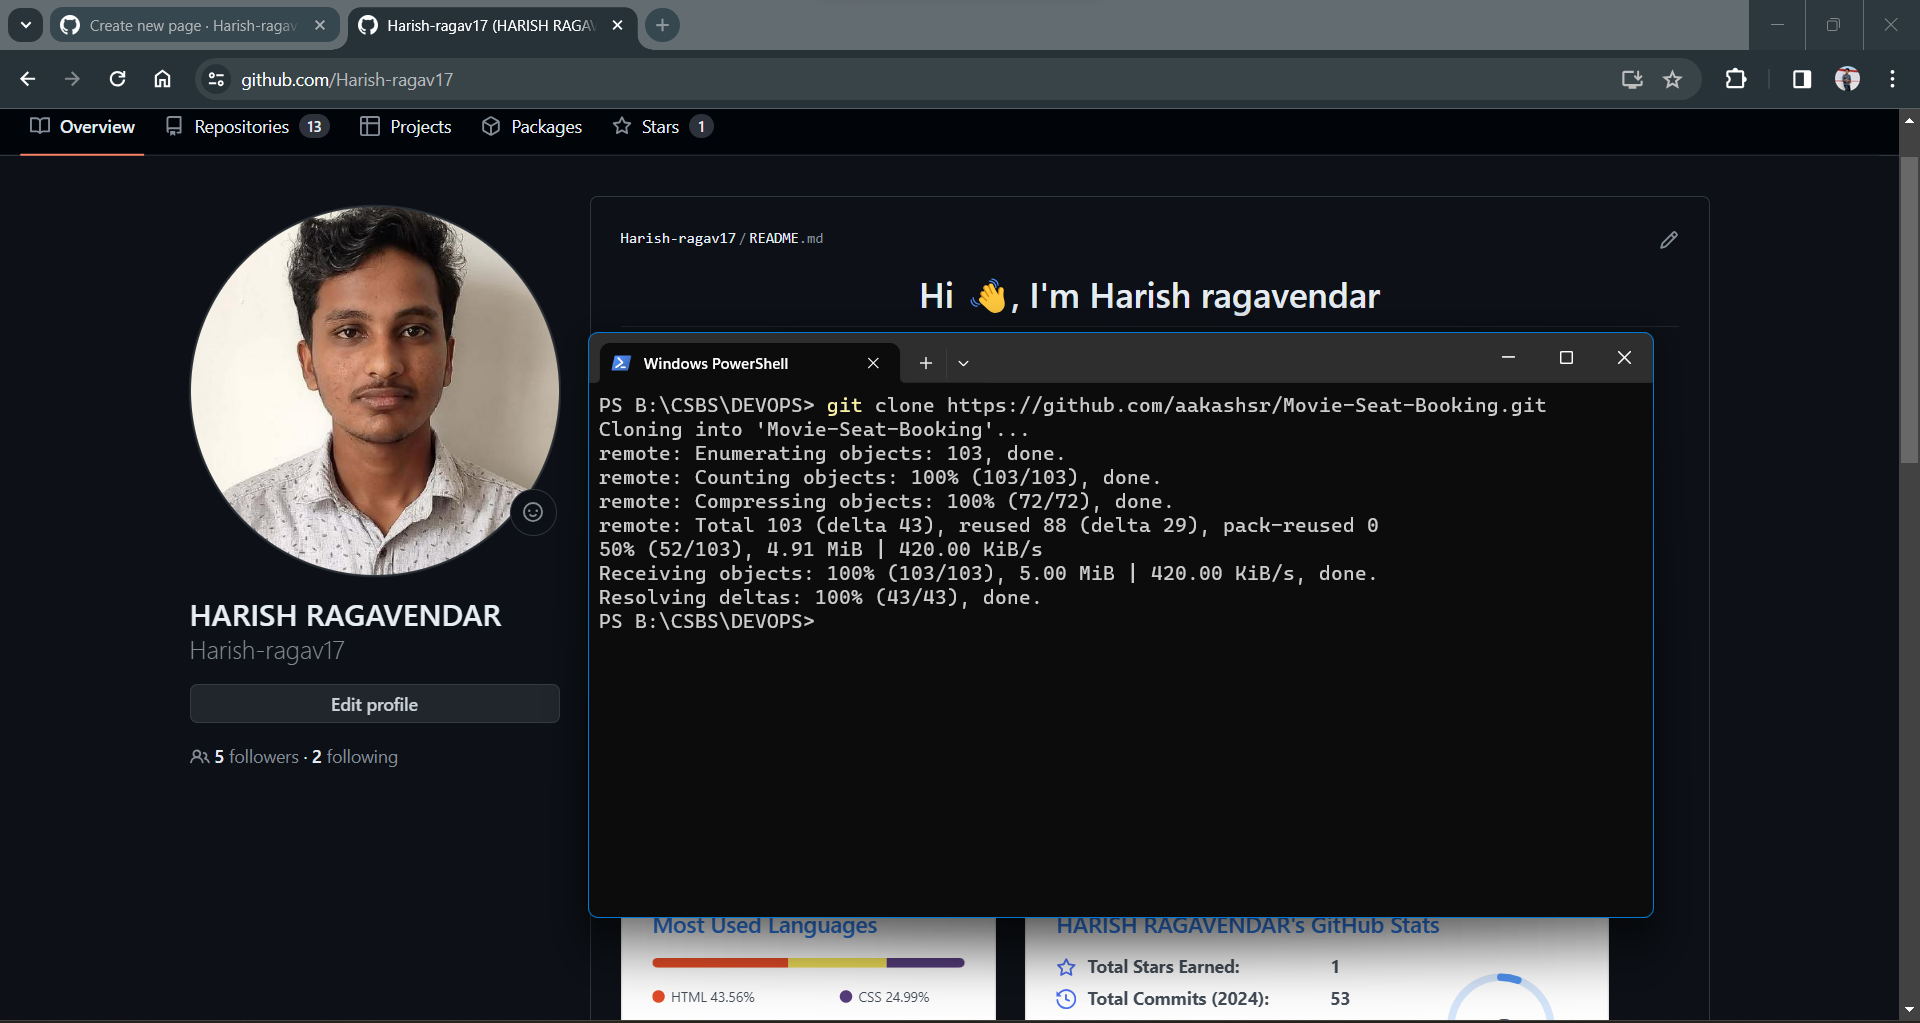 Create new page · Harish-ragav
Harish-ragav17 (HARISH RAGAV
github.com/Harish-ragav17
Overview
Repositories 13
Projects
Packages
Stars 1
Harish-ragav17/README.md
Hi 👋, I'm Harish ragavendar
HARISH RAGAVENDAR
Harish-ragav17
Edit profile
5 followers · 2 following
Windows PowerShell
PS B:\CSBS\DEVOPS> git clone https://github.com/aakashsr/Movie-Seat-Booking.git
Cloning into 'Movie-Seat-Booking'...
remote: Enumerating objects: 103, done.
remote: Counting objects: 100% (103/103), done.
remote: Compressing objects: 100% (72/72), done.
remote: Total 103 (delta 43), reused 88 (delta 29), pack-reused 0
50% (52/103), 4.91 MiB | 420.00 KiB/s
Receiving objects: 100% (103/103), 5.00 MiB | 420.00 KiB/s, done.
Resolving deltas: 100% (43/43), done.
PS B:\CSBS\DEVOPS>
Most Used Languages
HTML 43.56%
CSS 24.99%
HARISH RAGAVENDAR's GitHub Stats
Total Stars Earned: 1
Total Commits (2024): 53